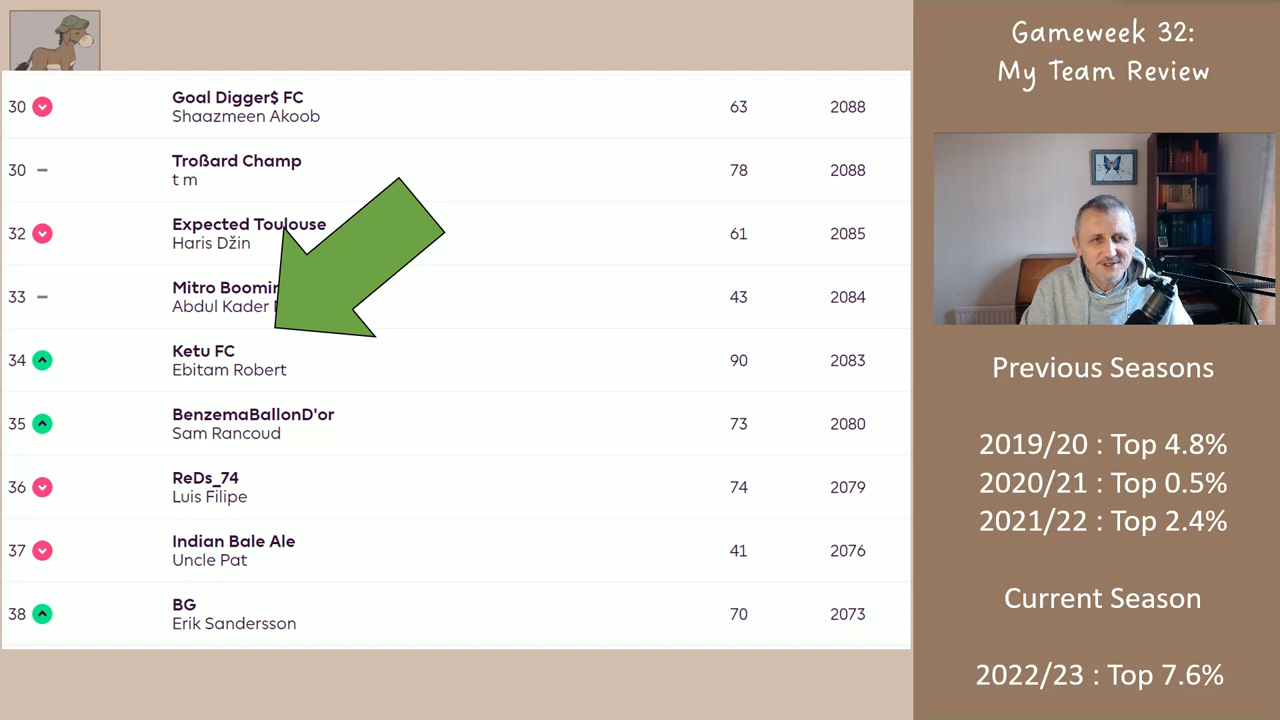 Gameweek 32:
My Team Review
30 Goal Digger$ FC 63 2088
Shaazmeen Akoob
30 Troßard Champ 78 2088
t m
32 Expected Toulouse 61 2085
Haris Džin
33 Mitro Boomin 43 2084
Abdul Kader
34 Ketu FC 90 2083
Ebitam Robert
35 BenzemaBallonD'or 73 2080
Sam Rancoud
36 ReDs_74 74 2079
Luis Filipe
37 Indian Bale Ale 41 2076
Uncle Pat
38 BG 70 2073
Erik Sandersson
Previous Seasons
2019/20 : Top 4.8%
2020/21 : Top 0.5%
2021/22 : Top 2.4%
Current Season
2022/23 : Top 7.6%